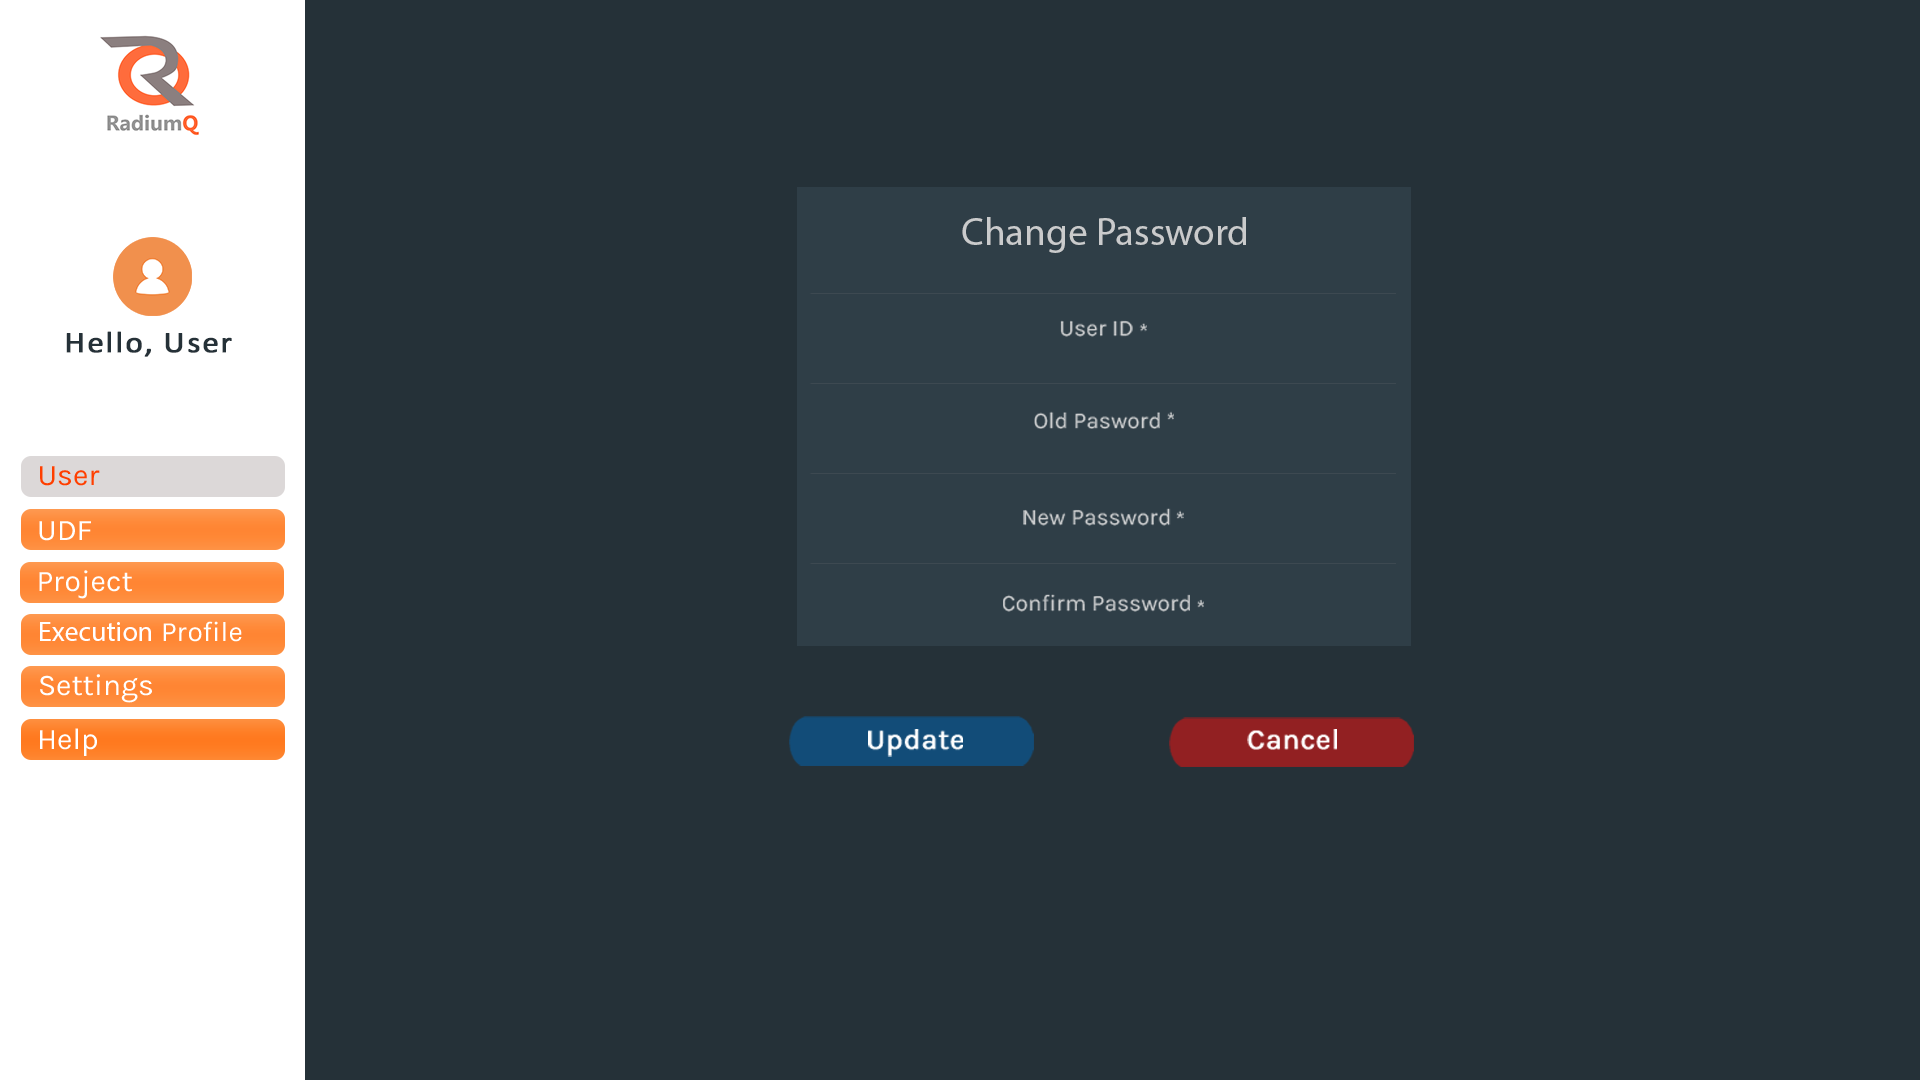 RadiumQ
Hello, User
User
UDF
Project
Execution Profile
Settings
Help
Change Password
User ID *
Old Pasword *
New Password *
Confirm Password *
Update
Cancel